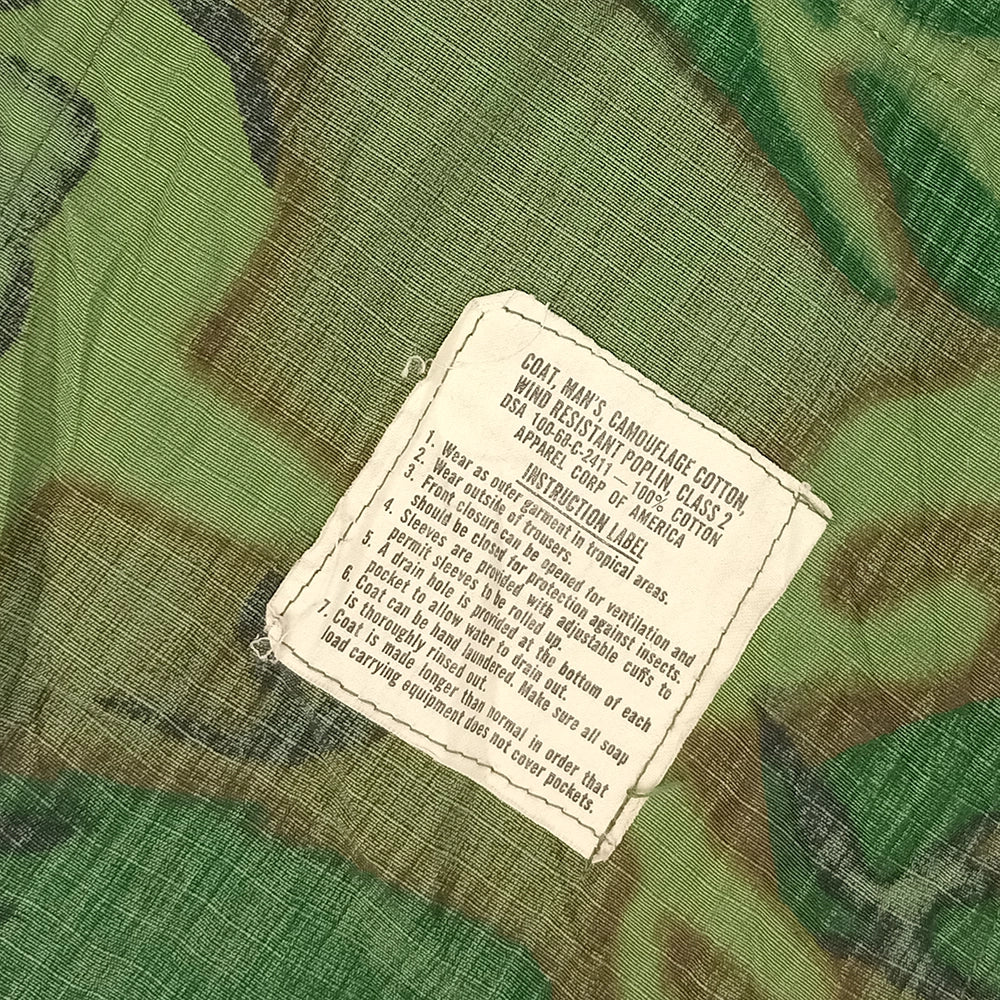 COAT, MAN'S, CAMOUFLAGE COTTON,
WIND RESISTANT POPLIN, CLASS 2
DSA 100-68-C-2411 — 100% COTTON
APPAREL CORP OF AMERICA
INSTRUCTION LABEL
1. Wear as outer garment in tropical areas.
2. Wear outside of trousers.
3. Front closure can be opened for ventilation and
should be closed for protection against insects.
4. Sleeves are provided with adjustable cuffs to
permit sleeves to be rolled up.
5. A drain hole is provided at the bottom of each
pocket to allow water to drain out.
6. Coat can be hand laundered. Make sure all soap
is thoroughly rinsed out.
7. Coat is made longer than normal in order that
load carrying equipment does not cover pockets.